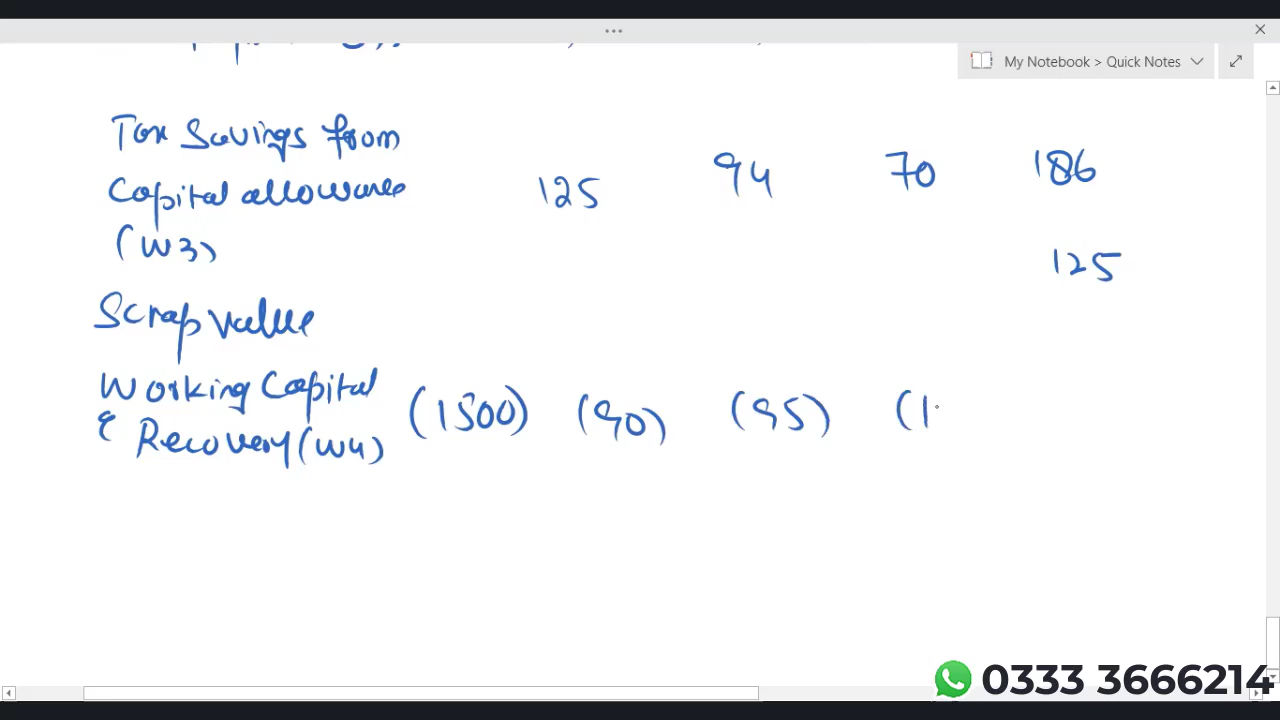 My Notebook > Quick Notes
Tax Savings from
Capital allowance 125 94 70 186
(W3)
125
Scrap value
Working Capital (1500) (90) (95) (1
& Recovery (W4)
0333 3666214